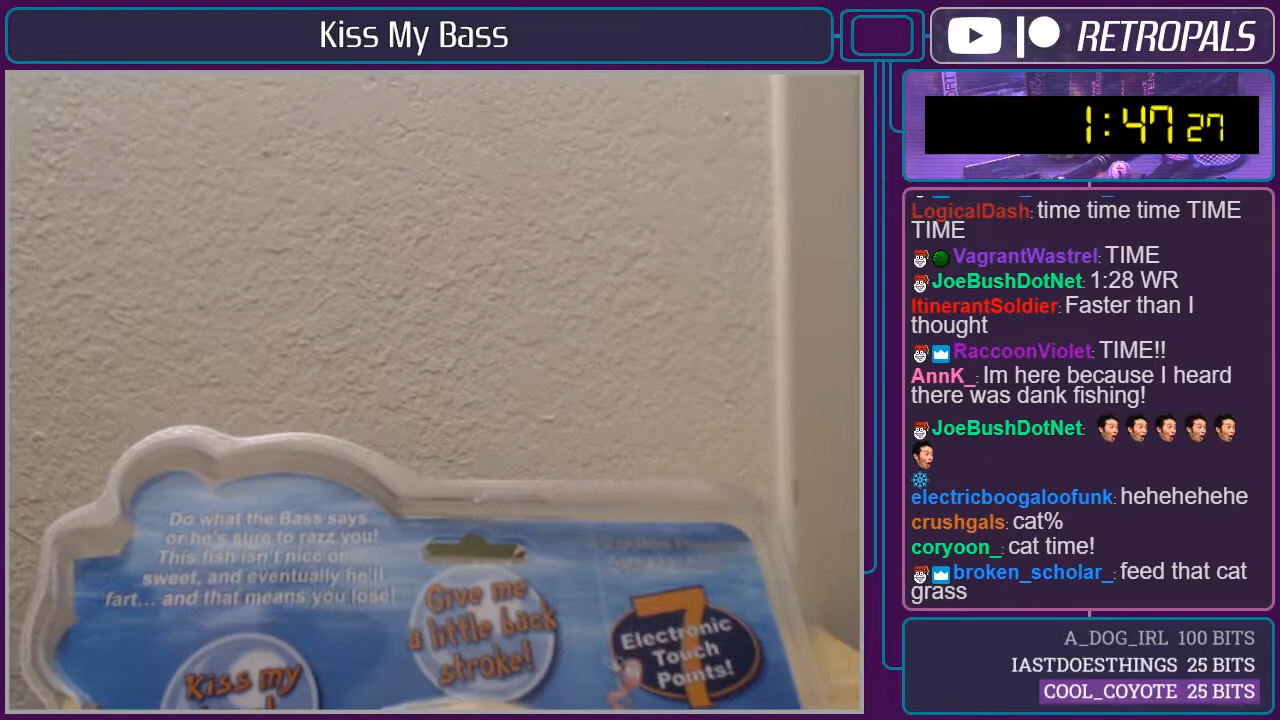 Kiss My Bass
RETROPALS
1:47 27
LogicalDash: time time time TIME
TIME
VagrantWastrel: TIME
JoeBushDotNet: 1:28 WR
ItinerantSoldier: Faster than I
thought
RaccoonViolet: TIME!!
AnnK_: Im here because I heard
there was dank fishing!
JoeBushDotNet:
electricboogaloofunk: hehehehehe
crushgals: cat%
coryoon_: cat time!
broken_scholar_: feed that cat
grass
A_DOG_IRL 100 BITS
IASTDOESTHINGS 25 BITS
COOL_COYOTE 25 BITS
Do what the Bass says
or he's sure to razz you!
This fish isn't nice or
sweet, and eventually he'll
fart... and that means you lose!
Give me
a little back
stroke!
7
Electronic
Touch
Points!
Kiss my